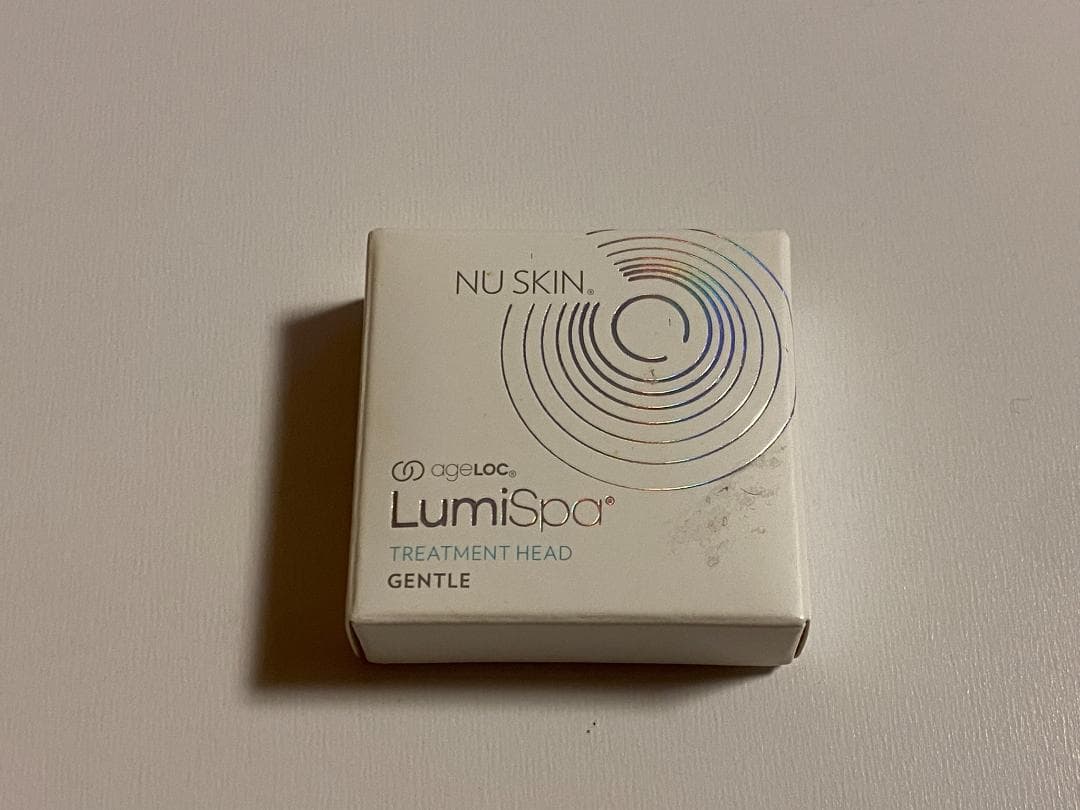 NU SKIN®
ageLOC®
LumiSpa®
TREATMENT HEAD
GENTLE